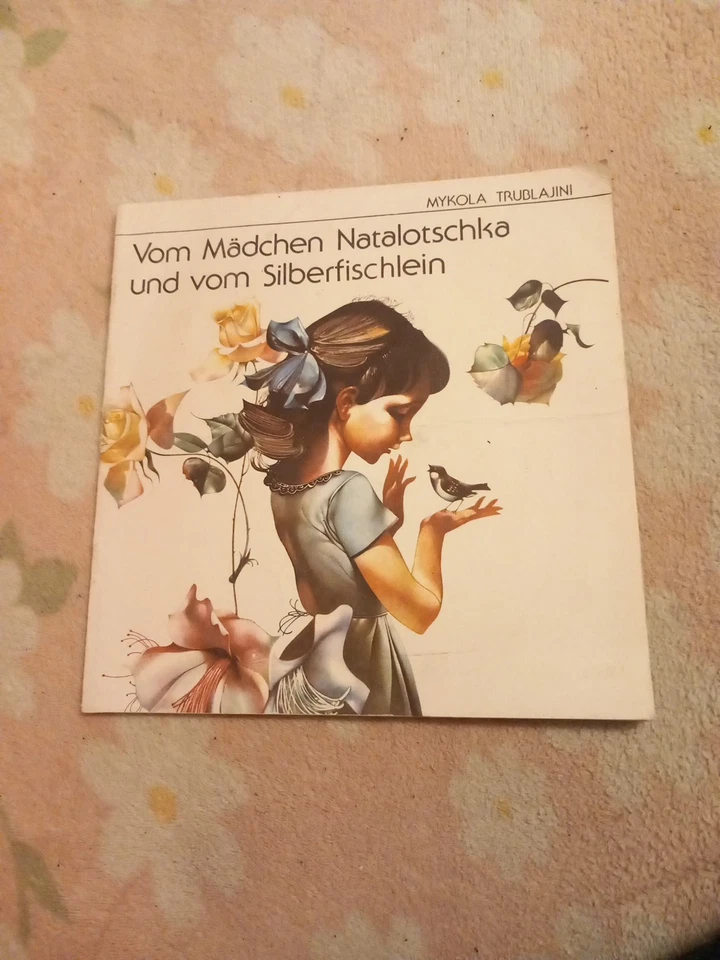 MYKOLA TRUBLAJINI
Vom Mädchen Natalotschka
und vom Silberfischlein